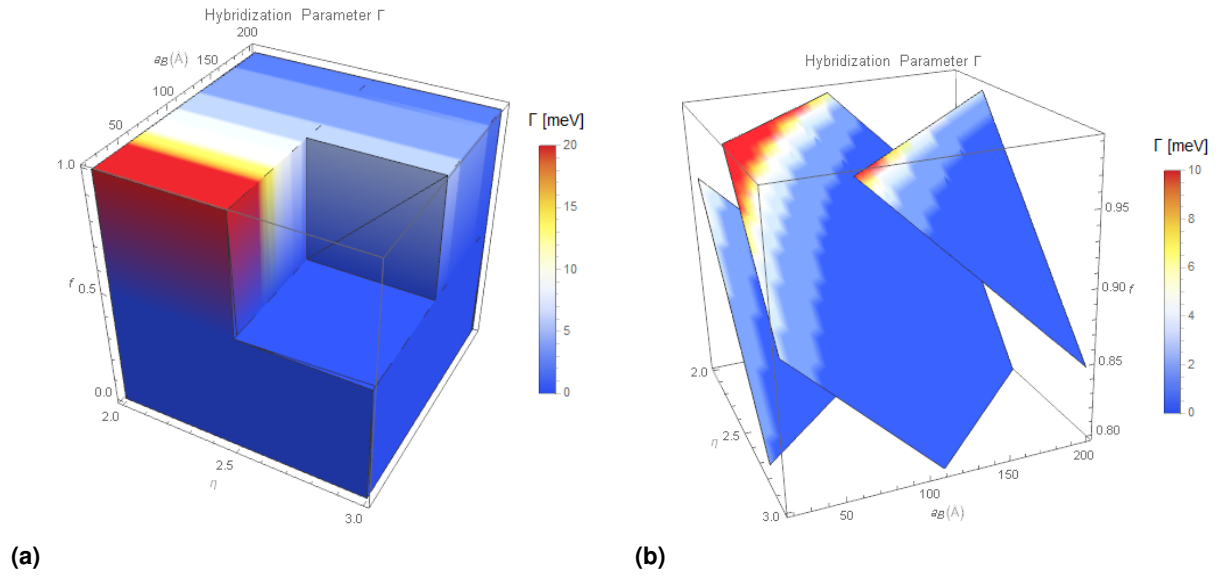 Hybridization Parameter Γ
200
150
a_B(Å)
100
50
1.0
f
0.5
0.0
2.0
2.5
η
3.0
Γ [meV]
20
15
10
5
0
(a)
Hybridization Parameter Γ
2.0
η
2.5
3.0
50
100
150
200
a_B(Å)
0.95
0.90 f
0.85
0.80
Γ [meV]
10
8
6
4
2
0
(b)